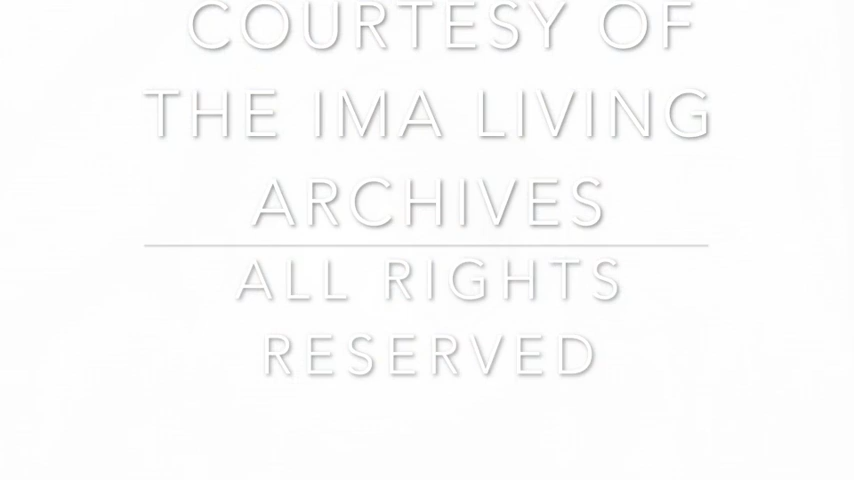 COURTESY OF
THE IMA LIVING
ARCHIVES
ALL RIGHTS
RESERVED